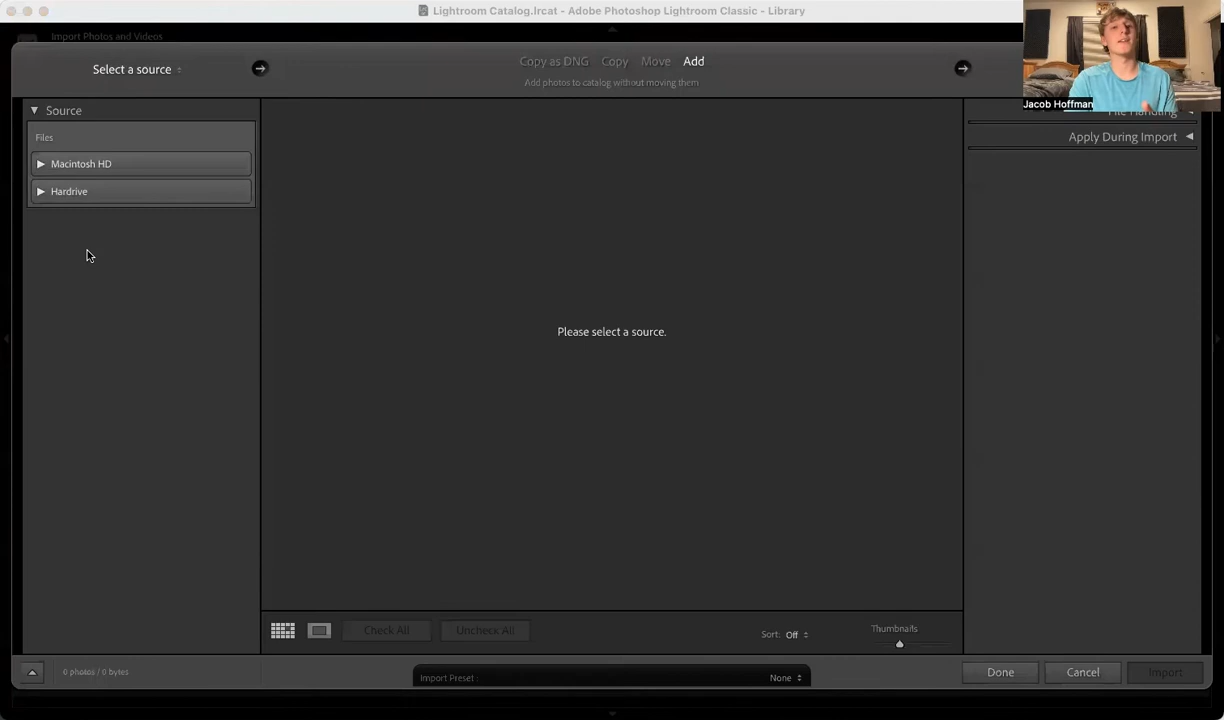 Lightroom Catalog.lrcat - Adobe Photoshop Lightroom Classic - Library
Import Photos and Videos
Select a source
Copy as DNG Copy Move Add
Add photos to catalog without moving them
Jacob Hoffman
File Handling
Apply During Import
Source
Files
Macintosh HD
Hardrive
Please select a source.
Check All
Uncheck All
Sort: Off
Thumbnails
0 photos / 0 bytes
Import Preset :
None
Done
Cancel
Import